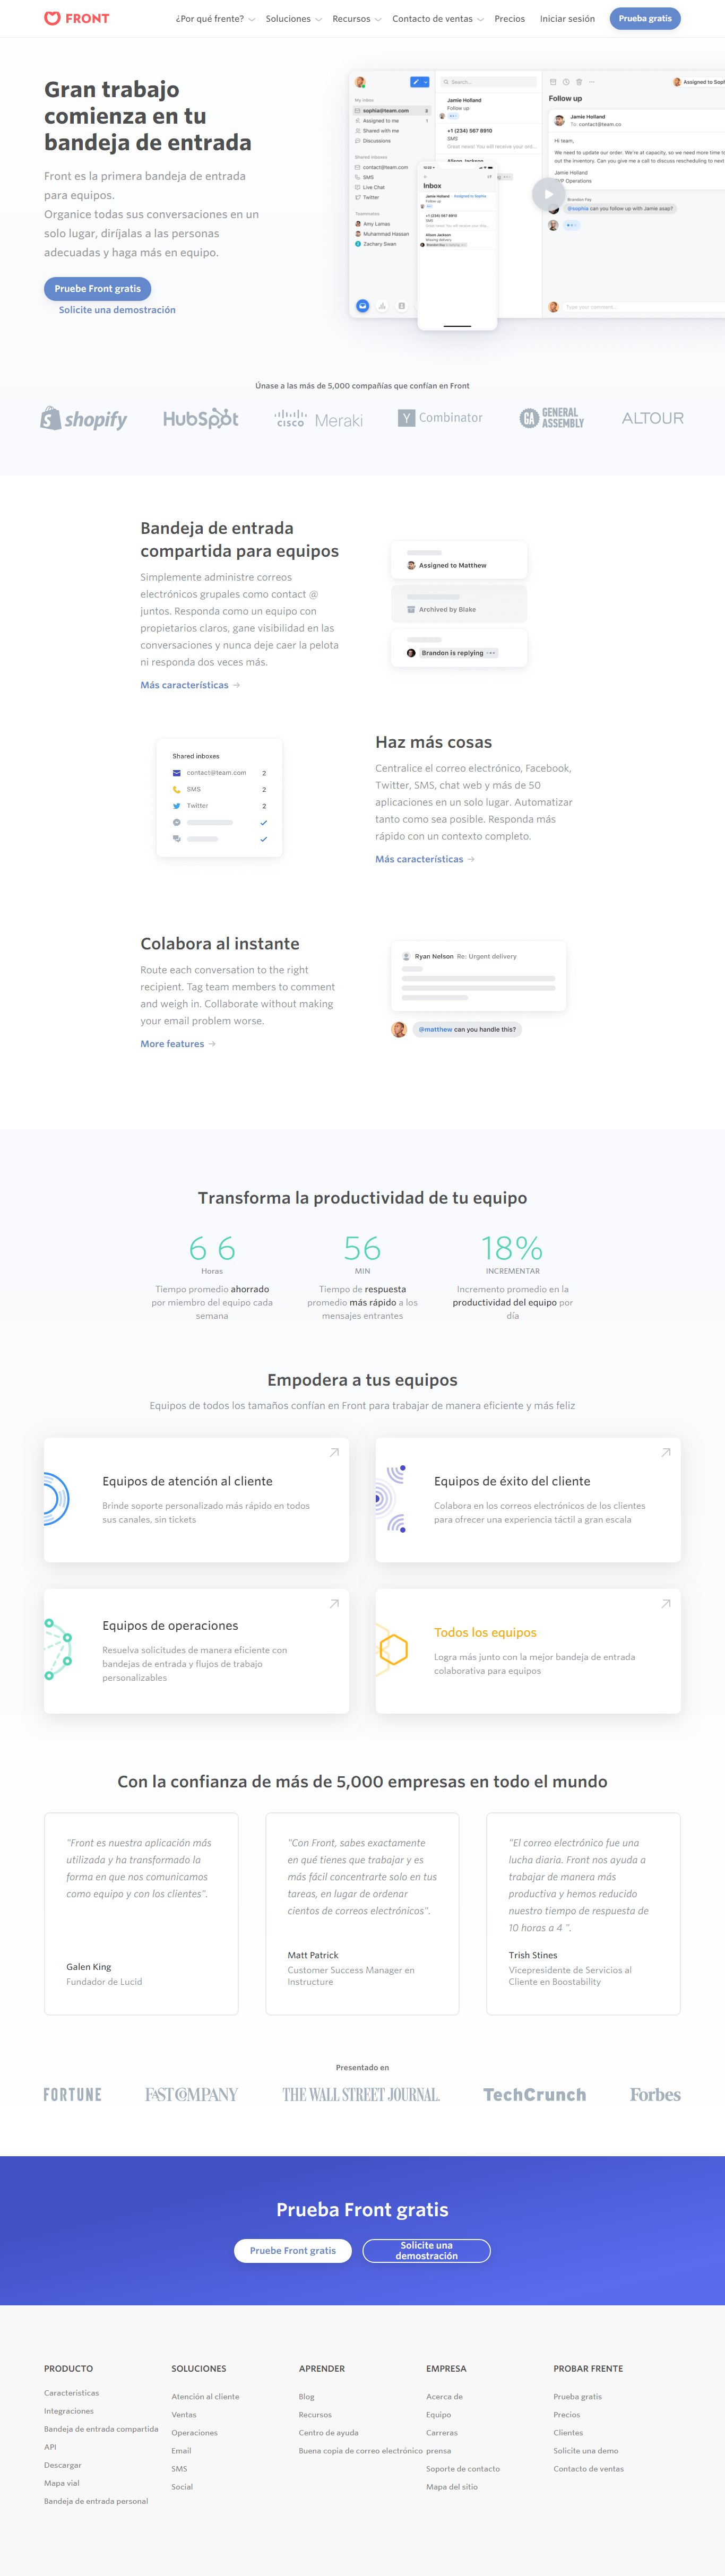 FRONT
¿Por qué frente?
Soluciones
Recursos
Contacto de ventas
Precios
Iniciar sesión
Prueba gratis
Gran trabajo
comienza en tu
bandeja de entrada
Front es la primera bandeja de entrada
para equipos.
Organice todas sus conversaciones en un
solo lugar, diríjalas a las personas
adecuadas y haga más en equipo.
Pruebe Front gratis
Solicite una demostración
My inbox
sophia@team.com
Assigned to me 1
Shared with me
Discussions
Shared inboxes
contact@team.com
SMS
Live Chat
Twitter
Teammates
Amy Lamas
Muhammad Hassan
Zachary Swan
Search...
Jamie Holland
Follow up
+1 (234) 567 8910
SMS
Great news! You will receive your ord...
Alison Jackson
Inbox
Jamie Holland Assigned to Sophia
Follow up
+1 (234) 567 8910
SMS
Alison Jackson
Missing delivery
Assigned to Soph
Follow up
Jamie Holland
To: contact@team.co
Hi team,
We need to update our order. We're at capacity, so we need more time
out the inventory. Can you give me a call to discuss rescheduling to next
Jamie Holland
VP Operations
Brandon Fay
@sophia can you follow up with Jamie asap?
Type your comment...
Únase a las más de 5,000 compañías que confían en Front
shopify
HubSpot
CISCO Meraki
Y Combinator
GA GENERAL
ASSEMBLY
ALTOUR
Bandeja de entrada
compartida para equipos
Simplemente administre correos
electrónicos grupales como contact @
juntos. Responda como un equipo con
propietarios claros, gane visibilidad en las
conversaciones y nunca deje caer la pelota
ni responda dos veces más.
Más características →
Assigned to Matthew
Archived by Blake
Brandon is replying
Shared inboxes
contact@team.com 2
SMS 2
Twitter 2
Haz más cosas
Centralice el correo electrónico, Facebook,
Twitter, SMS, chat web y más de 50
aplicaciones en un solo lugar. Automatizar
tanto como sea posible. Responda más
rápido con un contexto completo.
Más características →
Colabora al instante
Route each conversation to the right
recipient. Tag team members to comment
and weigh in. Collaborate without making
your email problem worse.
More features →
Ryan Nelson Re: Urgent delivery
@matthew can you handle this?
Transforma la productividad de tu equipo
6 6
Horas
Tiempo promedio ahorrado
por miembro del equipo cada
semana
56
MIN
Tiempo de respuesta
promedio más rápido a los
mensajes entrantes
18%
INCREMENTAR
Incremento promedio en la
productividad del equipo por
día
Empodera a tus equipos
Equipos de todos los tamaños confían en Front para trabajar de manera eficiente y más feliz
Equipos de atención al cliente
Brinde soporte personalizado más rápido en todos
sus canales, sin tickets
Equipos de éxito del cliente
Colabora en los correos electrónicos de los clientes
para ofrecer una experiencia táctil a gran escala
Equipos de operaciones
Resuelva solicitudes de manera eficiente con
bandejas de entrada y flujos de trabajo
personalizables
Todos los equipos
Logra más junto con la mejor bandeja de entrada
colaborativa para equipos
Con la confianza de más de 5,000 empresas en todo el mundo
"Front es nuestra aplicación más
utilizada y ha transformado la
forma en que nos comunicamos
como equipo y con los clientes".
Galen King
Fundador de Lucid
"Con Front, sabes exactamente
en qué tienes que trabajar y es
más fácil concentrarte solo en tus
tareas, en lugar de ordenar
cientos de correos electrónicos".
Matt Patrick
Customer Success Manager en
Instructure
"El correo electrónico fue una
lucha diaria. Front nos ayuda a
trabajar de manera más
productiva y hemos reducido
nuestro tiempo de respuesta de
10 horas a 4 ".
Trish Stines
Vicepresidente de Servicios al
Cliente en Boostability
Presentado en
FORTUNE
FAST COMPANY
THE WALL STREET JOURNAL.
TechCrunch
Forbes
Prueba Front gratis
Pruebe Front gratis
Solicite una
demostración
PRODUCTO
Caracteristicas
Integraciones
Bandeja de entrada compartida
API
Descargar
Mapa vial
Bandeja de entrada personal
SOLUCIONES
Atención al cliente
Ventas
Operaciones
Email
SMS
Social
APRENDER
Blog
Recursos
Centro de ayuda
Buena copia de correo electrónico
EMPRESA
Acerca de
Equipo
Carreras
prensa
Soporte de contacto
Mapa del sitio
PROBAR FRENTE
Prueba gratis
Precios
Clientes
Solicite una demo
Contacto de ventas